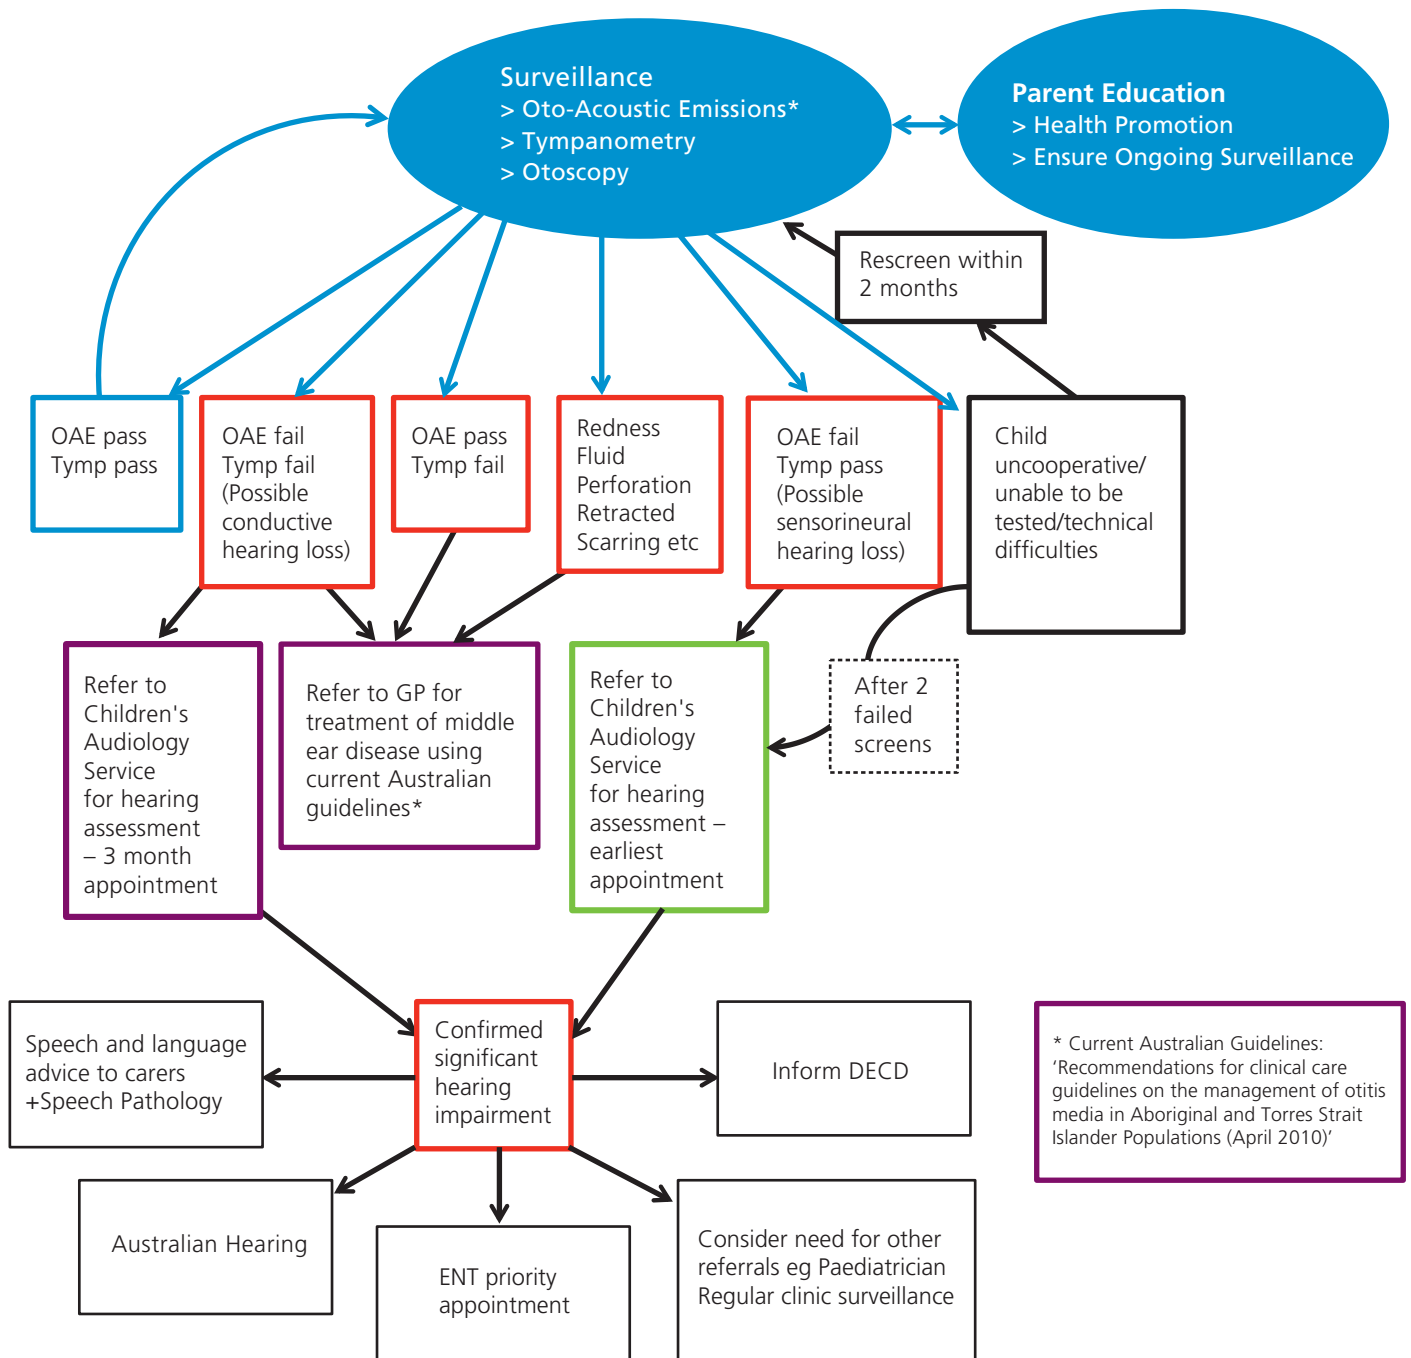 Surveillance
> Oto-Acoustic Emissions*
> Tympanometry
> Otoscopy
Parent Education
> Health Promotion
> Ensure Ongoing Surveillance
Rescreen within
2 months
OAE pass
Tymp pass
OAE fail
Tymp fail
(Possible
conductive
hearing loss)
OAE pass
Tymp fail
Redness
Fluid
Perforation
Retracted
Scarring etc
OAE fail
Tymp pass
(Possible
sensorineural
hearing loss)
Child
uncooperative/
unable to be
tested/technical
difficulties
Refer to
Children's
Audiology
Service
for hearing
assessment
– 3 month
appointment
Refer to GP for
treatment of middle
ear disease using
current Australian
guidelines*
Refer to
Children's
Audiology
Service
for hearing
assessment –
earliest
appointment
After 2
failed
screens
Speech and language
advice to carers
+Speech Pathology
Confirmed
significant
hearing
impairment
Inform DECD
* Current Australian Guidelines:
‘Recommendations for clinical care
guidelines on the management of otitis
media in Aboriginal and Torres Strait
Islander Populations (April 2010)’
Australian Hearing
ENT priority
appointment
Consider need for other
referrals eg Paediatrician
Regular clinic surveillance